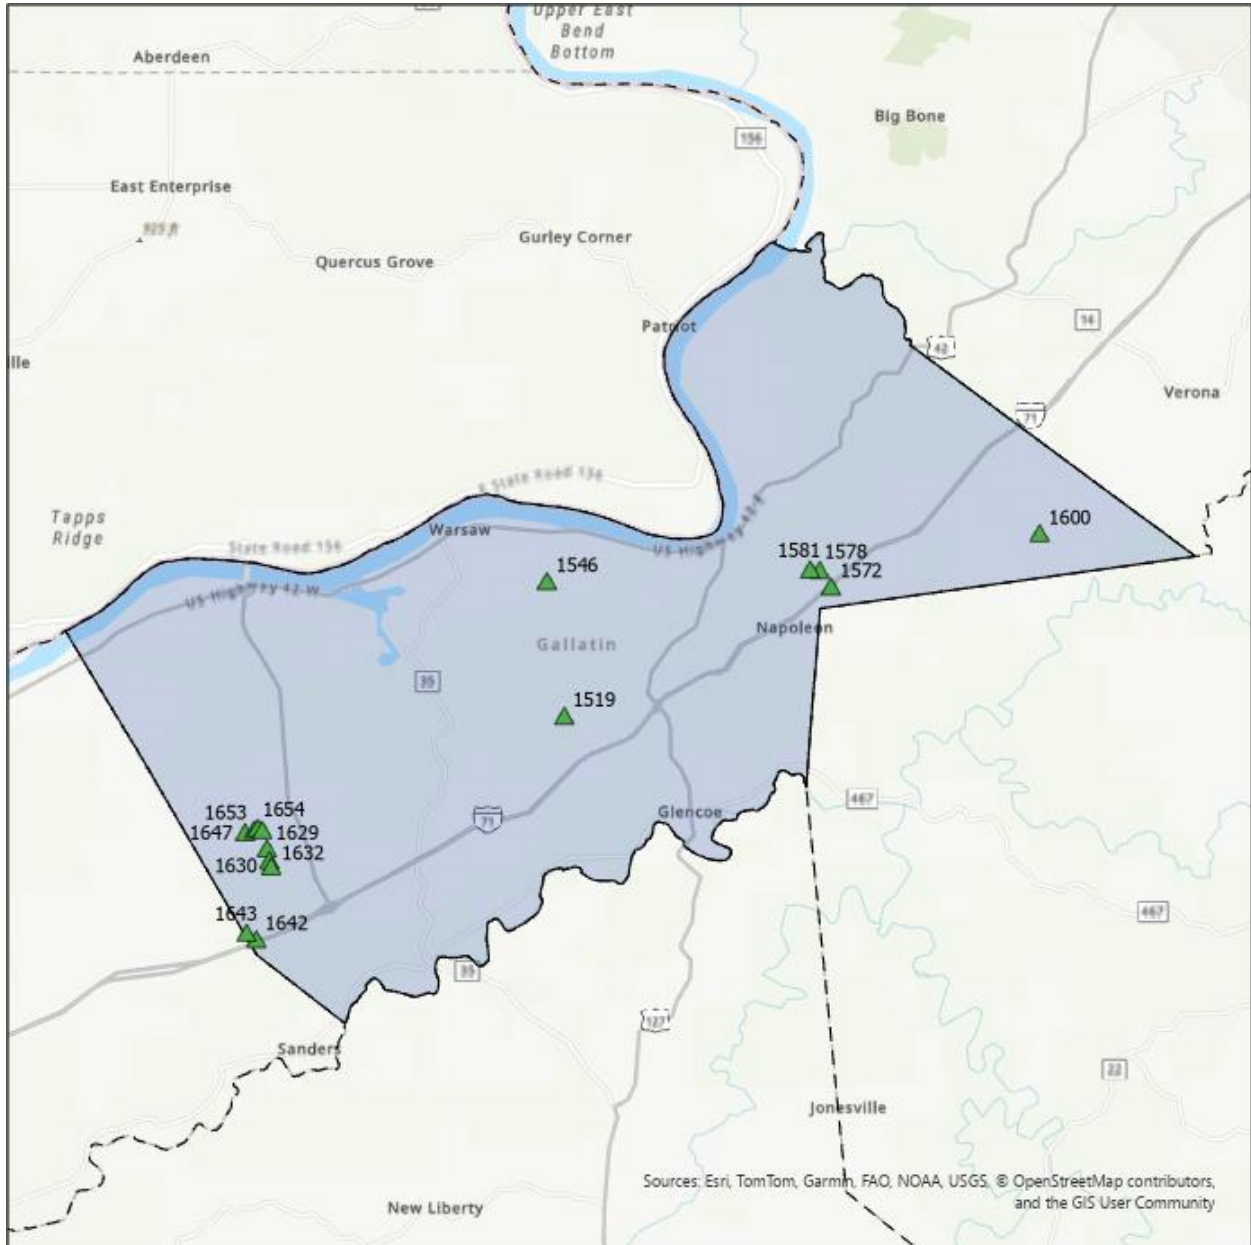 Upper East
Bend
Bottom
Aberdeen
Big Bone
156
East Enterprise
925 ft
Gurley Corner
Quercus Grove
Patriot
14
42
lle
Verona
71
E State Road 156
Tapps
Ridge
Warsaw
1600
State Road 156
US Highway 42 E
1581
1578
1546
1572
US Highway 42 W
Napoleon
Gallatin
35
1519
467
1653
1654
Glencoe
71
1647
1629
1632
1630
1643
467
1642
35
127
Sanders
22
Jonesville
Sources: Esri, TomTom, Garmin, FAO, NOAA, USGS, © OpenStreetMap contributors,
and the GIS User Community
New Liberty